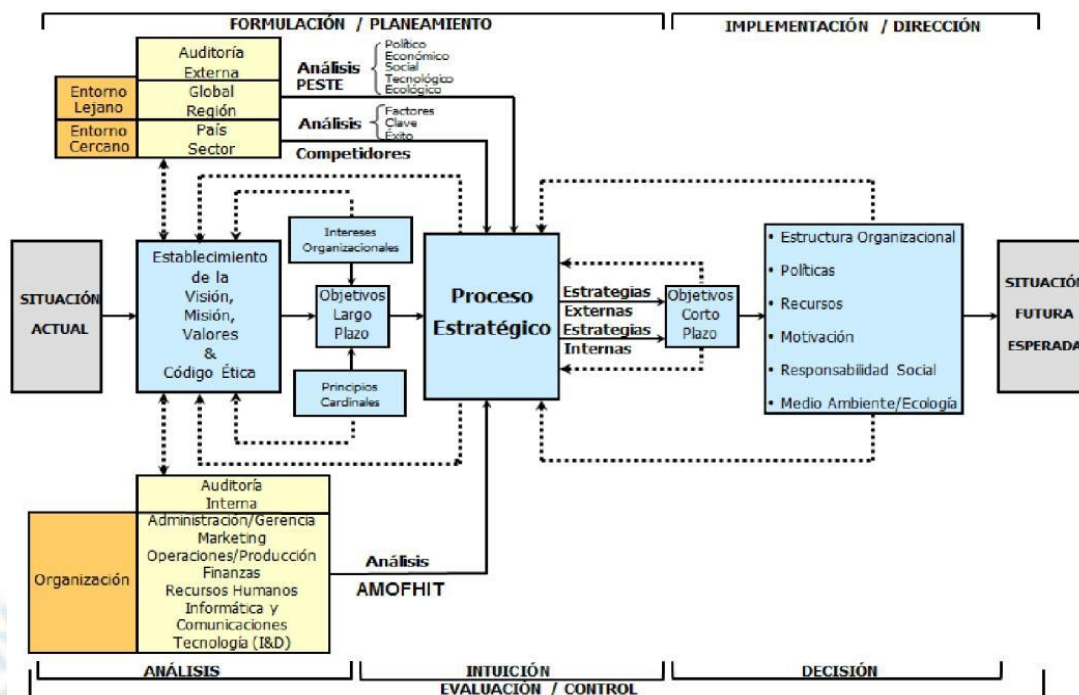 FORMULACIÓN / PLANEAMIENTO
IMPLEMENTACIÓN / DIRECCIÓN
Auditoría
Externa
Entorno
Lejano
Global
Región
Entorno
Cercano
País
Sector
Análisis
PESTE
Político
Económico
Social
Tecnológico
Ecológico
Análisis
Competidores
Factores
Clave
Éxito
SITUACIÓN
ACTUAL
Establecimiento
de la
Visión,
Misión,
Valores
&
Código Ética
Intereses
Organizacionales
Objetivos
Largo
Plazo
Principios
Cardinales
Proceso
Estratégico
Estrategias
Externas
Estrategias
Internas
Objetivos
Corto
Plazo
• Estructura Organizacional
• Políticas
• Recursos
• Motivación
• Responsabilidad Social
• Medio Ambiente/Ecología
SITUACIÓN
FUTURA
ESPERADA
Auditoría
Interna
Organización
Administración/Gerencia
Marketing
Operaciones/Producción
Finanzas
Recursos Humanos
Informática y
Comunicaciones
Tecnología (I&D)
Análisis
AMOFHIT
ANÁLISIS
INTUICIÓN
DECISIÓN
EVALUACIÓN / CONTROL